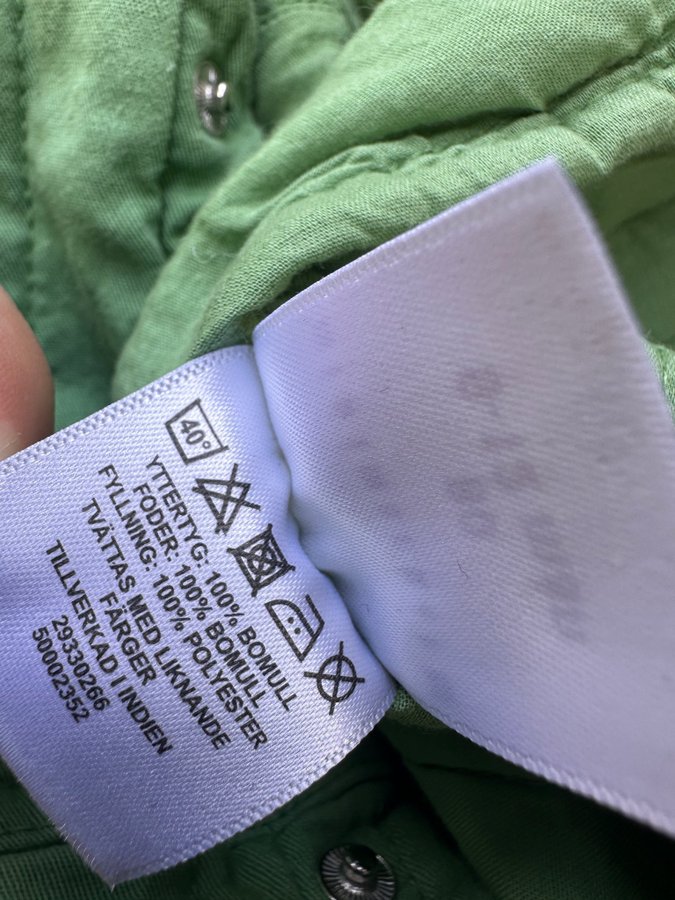 40°
YTTERTYG: 100% BOMULL
FODER: 100% BOMULL
FYLLNING: 100% POLYESTER
TVÄTTAS MED LIKNANDE
FÄRGER
TILLVERKAD I INDIEN
29330266
50002352